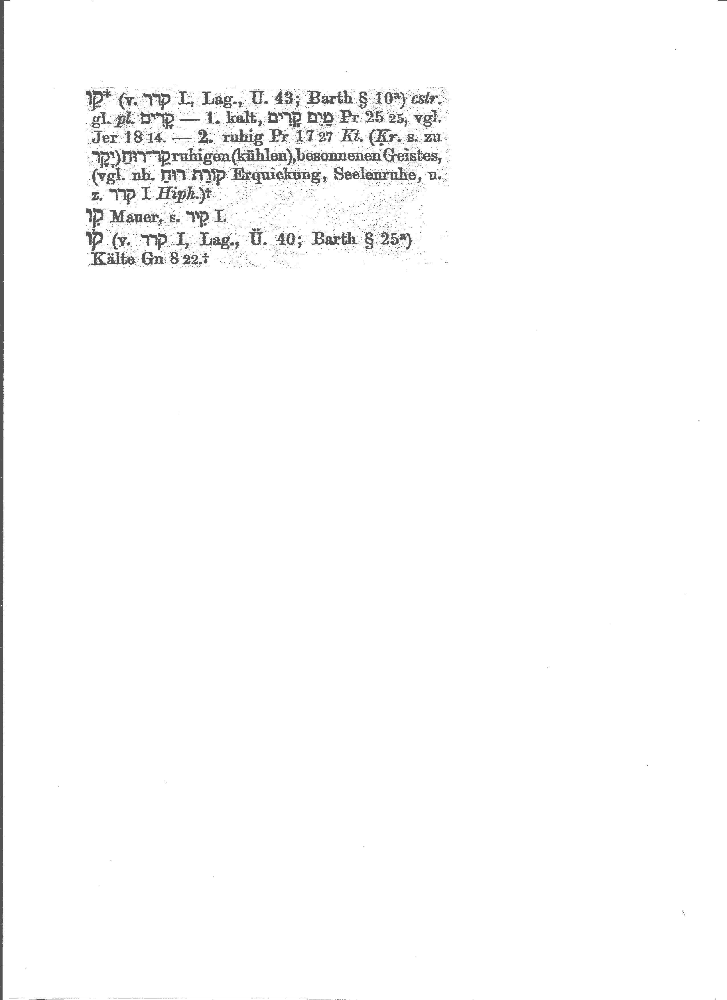 קַר* (v. קרר I, Lag., Ü. 43; Barth § 10ᵃ) cstr.
gl. pl. קָרִים — 1. kalt, מַיִם קָרִים Pr 25 25, vgl.
Jer 18 14. — 2. ruhig Pr 17 27 Kt. (Ḳr. s. zu
יָקָר) קַר־רוּחַ ruhigen (kühlen), besonnenen Geistes,
(vgl. nh. קוֹרַת רוּחַ Erquickung, Seelenruhe, u.
z. קרר I Hiph.)†
קַר Mauer, s. קִיר I.
קֹר (v. קרר I, Lag., Ü. 40; Barth § 25ᵃ)
Kälte Gn 8 22.†